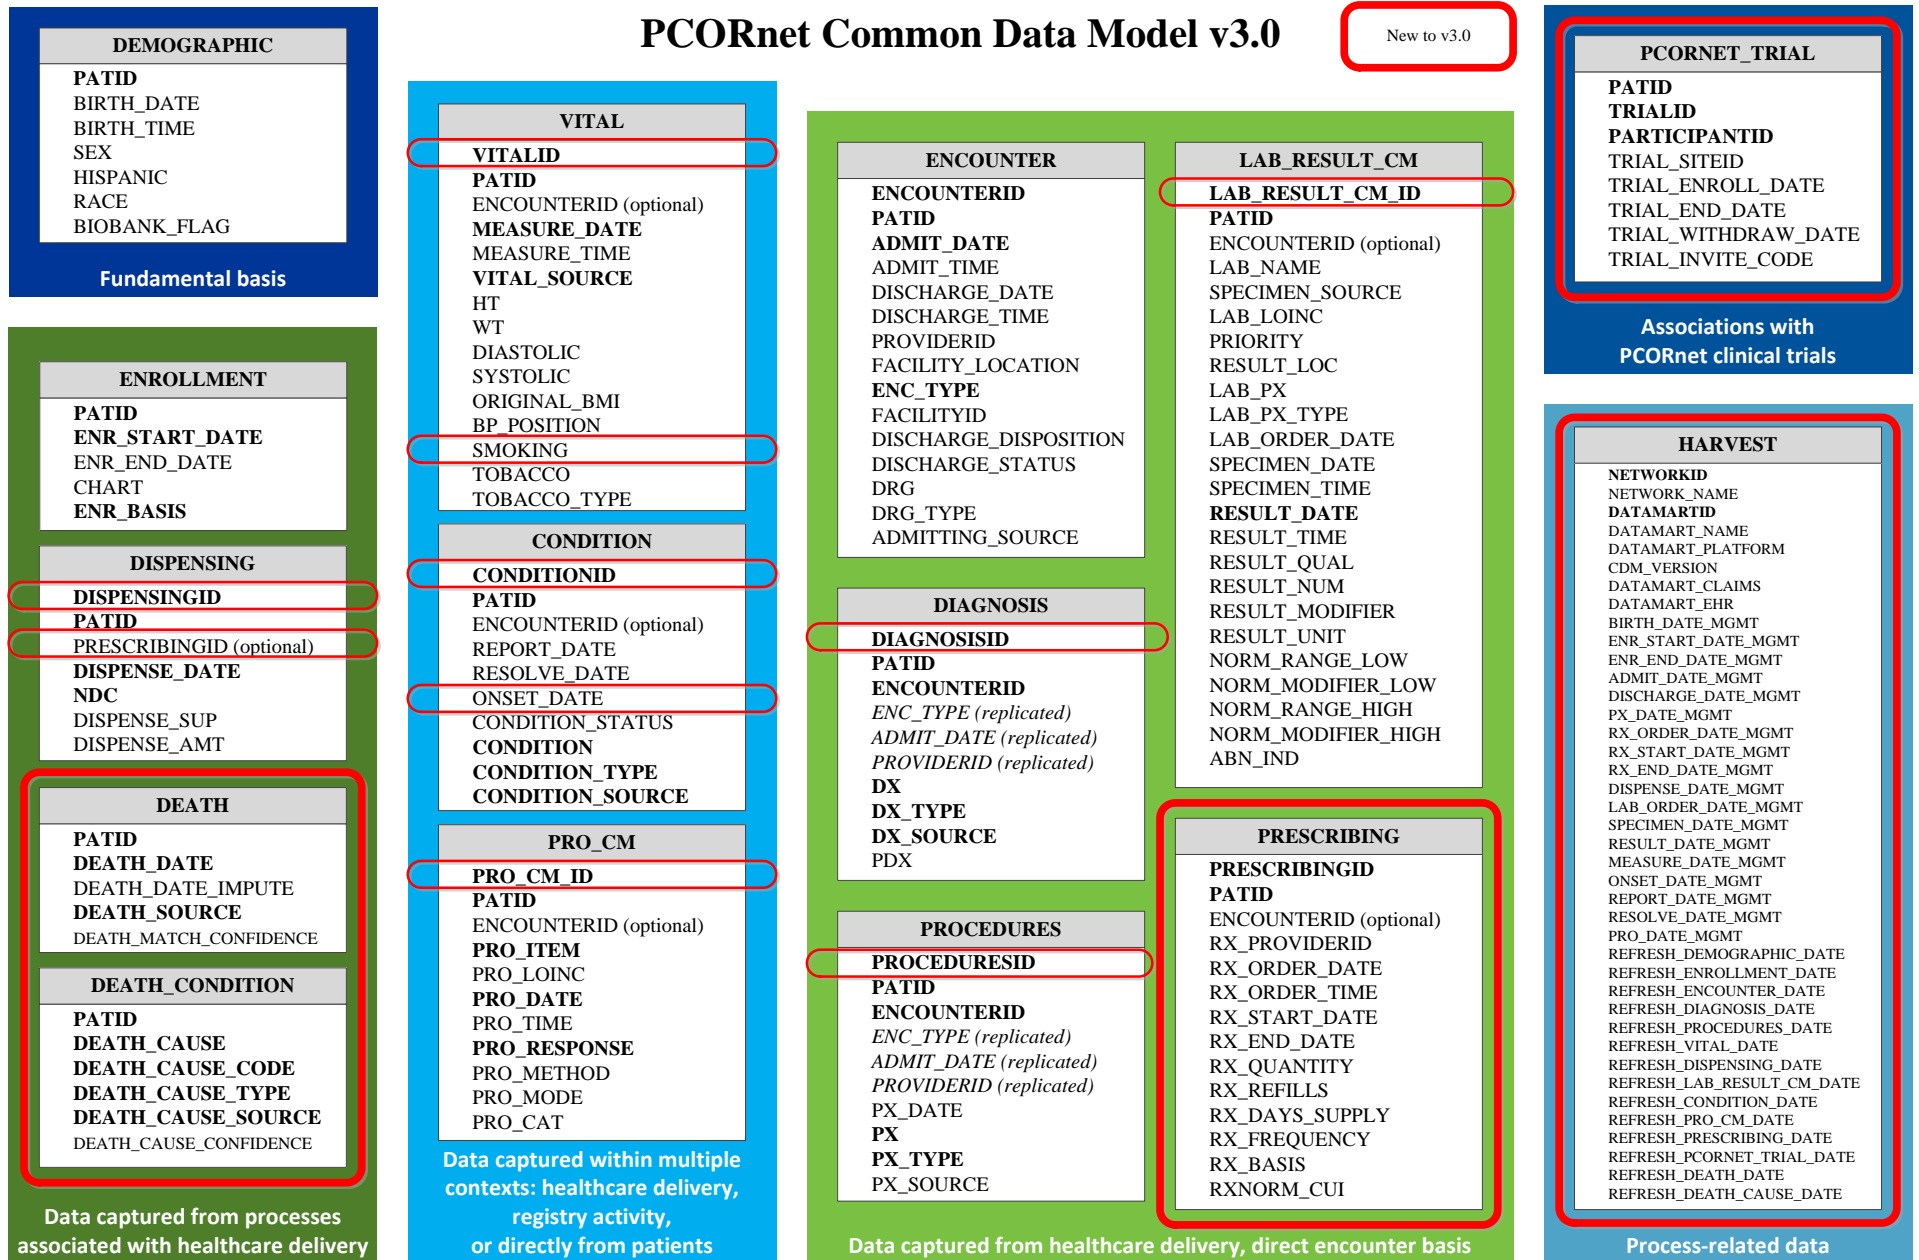 PCORnet Common Data Model v3.0
New to v3.0
DEMOGRAPHIC
PATID
BIRTH_DATE
BIRTH_TIME
SEX
HISPANIC
RACE
BIOBANK_FLAG
Fundamental basis
ENROLLMENT
PATID
ENR_START_DATE
ENR_END_DATE
CHART
ENR_BASIS
DISPENSING
DISPENSINGID
PATID
PRESCRIBINGID (optional)
DISPENSE_DATE
NDC
DISPENSE_SUP
DISPENSE_AMT
DEATH
PATID
DEATH_DATE
DEATH_DATE_IMPUTE
DEATH_SOURCE
DEATH_MATCH_CONFIDENCE
DEATH_CONDITION
PATID
DEATH_CAUSE
DEATH_CAUSE_CODE
DEATH_CAUSE_TYPE
DEATH_CAUSE_SOURCE
DEATH_CAUSE_CONFIDENCE
Data captured from processes
associated with healthcare delivery
VITAL
VITALID
PATID
ENCOUNTERID (optional)
MEASURE_DATE
MEASURE_TIME
VITAL_SOURCE
HT
WT
DIASTOLIC
SYSTOLIC
ORIGINAL_BMI
BP_POSITION
SMOKING
TOBACCO
TOBACCO_TYPE
CONDITION
CONDITIONID
PATID
ENCOUNTERID (optional)
REPORT_DATE
RESOLVE_DATE
ONSET_DATE
CONDITION_STATUS
CONDITION
CONDITION_TYPE
CONDITION_SOURCE
PRO_CM
PRO_CM_ID
PATID
ENCOUNTERID (optional)
PRO_ITEM
PRO_LOINC
PRO_DATE
PRO_TIME
PRO_RESPONSE
PRO_METHOD
PRO_MODE
PRO_CAT
Data captured within multiple
contexts: healthcare delivery,
registry activity,
or directly from patients
ENCOUNTER
ENCOUNTERID
PATID
ADMIT_DATE
ADMIT_TIME
DISCHARGE_DATE
DISCHARGE_TIME
PROVIDERID
FACILITY_LOCATION
ENC_TYPE
FACILITYID
DISCHARGE_DISPOSITION
DISCHARGE_STATUS
DRG
DRG_TYPE
ADMITTING_SOURCE
DIAGNOSIS
DIAGNOSISID
PATID
ENCOUNTERID
ENC_TYPE (replicated)
ADMIT_DATE (replicated)
PROVIDERID (replicated)
DX
DX_TYPE
DX_SOURCE
PDX
PROCEDURES
PROCEDURESID
PATID
ENCOUNTERID
ENC_TYPE (replicated)
ADMIT_DATE (replicated)
PROVIDERID (replicated)
PX_DATE
PX
PX_TYPE
PX_SOURCE
LAB_RESULT_CM
LAB_RESULT_CM_ID
PATID
ENCOUNTERID (optional)
LAB_NAME
SPECIMEN_SOURCE
LAB_LOINC
PRIORITY
RESULT_LOC
LAB_PX
LAB_PX_TYPE
LAB_ORDER_DATE
SPECIMEN_DATE
SPECIMEN_TIME
RESULT_DATE
RESULT_TIME
RESULT_QUAL
RESULT_NUM
RESULT_MODIFIER
RESULT_UNIT
NORM_RANGE_LOW
NORM_MODIFIER_LOW
NORM_RANGE_HIGH
NORM_MODIFIER_HIGH
ABN_IND
PRESCRIBING
PRESCRIBINGID
PATID
ENCOUNTERID (optional)
RX_PROVIDERID
RX_ORDER_DATE
RX_ORDER_TIME
RX_START_DATE
RX_END_DATE
RX_QUANTITY
RX_REFILLS
RX_DAYS_SUPPLY
RX_FREQUENCY
RX_BASIS
RXNORM_CUI
Data captured from healthcare delivery, direct encounter basis
PCORNET_TRIAL
PATID
TRIALID
PARTICIPANTID
TRIAL_SITEID
TRIAL_ENROLL_DATE
TRIAL_END_DATE
TRIAL_WITHDRAW_DATE
TRIAL_INVITE_CODE
Associations with
PCORnet clinical trials
HARVEST
NETWORKID
NETWORK_NAME
DATAMARTID
DATAMART_NAME
DATAMART_PLATFORM
CDM_VERSION
DATAMART_CLAIMS
DATAMART_EHR
BIRTH_DATE_MGMT
ENR_START_DATE_MGMT
ENR_END_DATE_MGMT
ADMIT_DATE_MGMT
DISCHARGE_DATE_MGMT
PX_DATE_MGMT
RX_ORDER_DATE_MGMT
RX_START_DATE_MGMT
RX_END_DATE_MGMT
DISPENSE_DATE_MGMT
LAB_ORDER_DATE_MGMT
SPECIMEN_DATE_MGMT
RESULT_DATE_MGMT
MEASURE_DATE_MGMT
ONSET_DATE_MGMT
REPORT_DATE_MGMT
RESOLVE_DATE_MGMT
PRO_DATE_MGMT
REFRESH_DEMOGRAPHIC_DATE
REFRESH_ENROLLMENT_DATE
REFRESH_ENCOUNTER_DATE
REFRESH_DIAGNOSIS_DATE
REFRESH_PROCEDURES_DATE
REFRESH_VITAL_DATE
REFRESH_DISPENSING_DATE
REFRESH_LAB_RESULT_CM_DATE
REFRESH_CONDITION_DATE
REFRESH_PRO_CM_DATE
REFRESH_PRESCRIBING_DATE
REFRESH_PCORNET_TRIAL_DATE
REFRESH_DEATH_DATE
REFRESH_DEATH_CAUSE_DATE
Process-related data